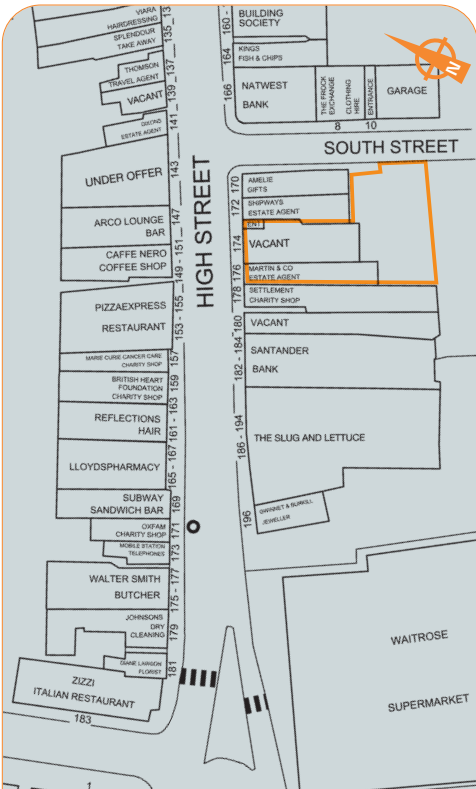 VIARA
HAIRDRESSING
SPLENDOUR
TAKE AWAY
135
THOMSON
TRAVEL AGENT
137
VACANT
139
DIXONS
ESTATE AGENT
141
UNDER OFFER
143
ARCO LOUNGE
BAR
147
CAFFE NERO
COFFEE SHOP
149 - 151
PIZZAEXPRESS
RESTAURANT
153 - 155
MARIE CURIE CANCER CARE
CHARITY SHOP
157
BRITISH HEART
FOUNDATION
CHARITY SHOP
159
REFLECTIONS
HAIR
161 - 163
LLOYDSPHARMACY
165 - 167
SUBWAY
SANDWICH BAR
169
OXFAM
CHARITY SHOP
171
MOBILE STATION
TELEPHONES
173
WALTER SMITH
BUTCHER
175 - 177
JOHNSONS
DRY
CLEANING
179
DIANE LAWSON
FLORIST
181
ZIZZI
ITALIAN RESTAURANT
183
1
HIGH STREET
160 -
BUILDING
SOCIETY
164
KINGS
FISH & CHIPS
166
NATWEST
BANK
THE FROCK
EXCHANGE
CLOTHING
HIRE
ENTRANCE
GARAGE
8
10
N
SOUTH STREET
170
AMELIE
GIFTS
172
SHIPWAYS
ESTATE AGENT
ENT
174
VACANT
176
MARTIN & CO
ESTATE AGENT
178
SETTLEMENT
CHARITY SHOP
180
VACANT
182 - 184
SANTANDER
BANK
186 - 194
THE SLUG AND LETTUCE
196
JEWELLER
WAITROSE
SUPERMARKET